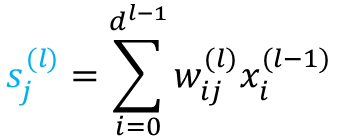 $s_j^{(l)} = \sum_{i=0}^{d^{l-1}} w_{ij}^{(l)} x_i^{(l-1)}$